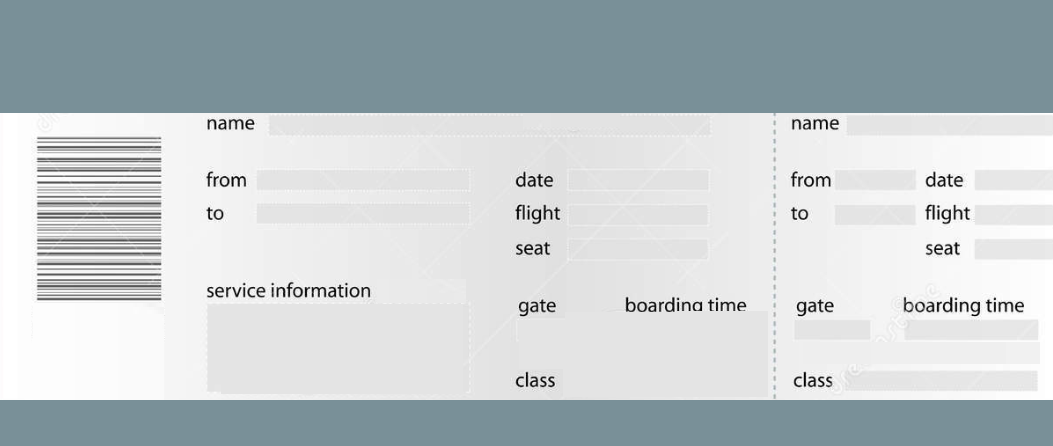 name
name
from
date
from
date
to
flight
to
flight
seat
seat
service information
gate
boarding time
gate
boarding time
class
class